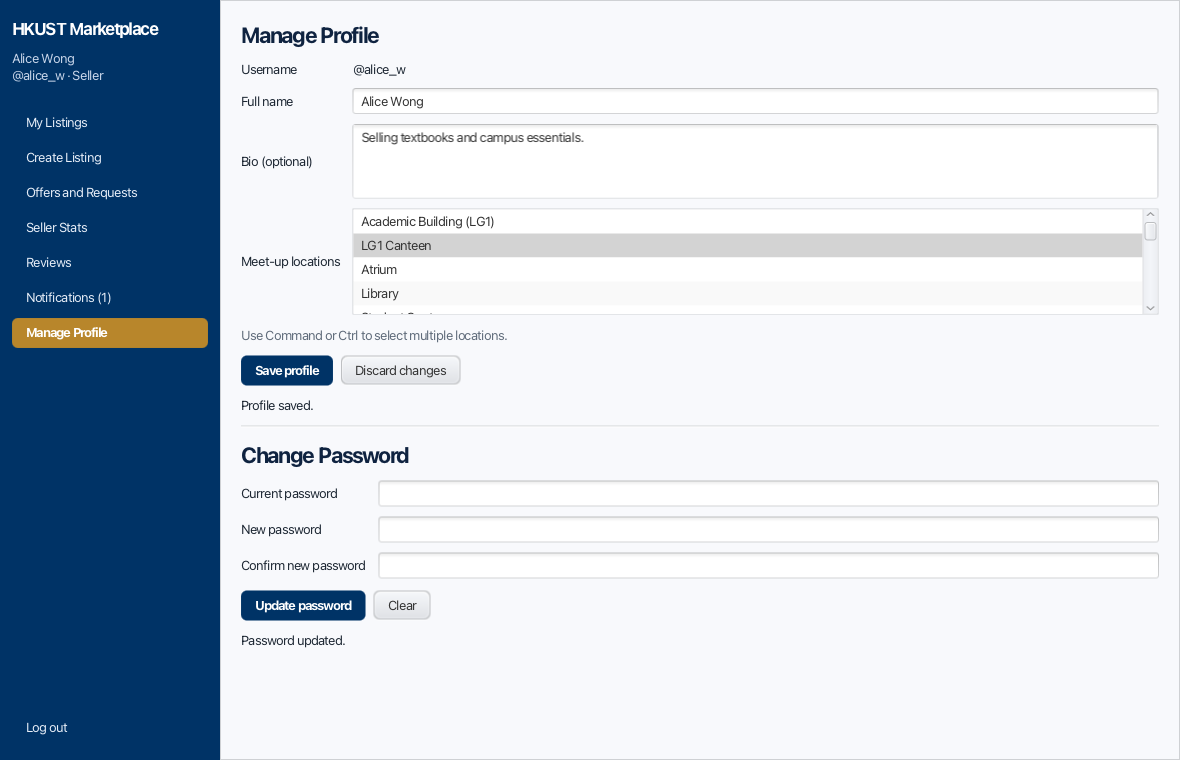 HKUST Marketplace
Alice Wong
@alice_w · Seller
My Listings
Create Listing
Offers and Requests
Seller Stats
Reviews
Notifications (1)
Manage Profile
Log out
Manage Profile
Username @alice_w
Full name Alice Wong
Bio (optional) Selling textbooks and campus essentials.
Meet-up locations
Academic Building (LG1)
LG1 Canteen
Atrium
Library
Use Command or Ctrl to select multiple locations.
Save profile Discard changes
Profile saved.
Change Password
Current password
New password
Confirm new password
Update password Clear
Password updated.